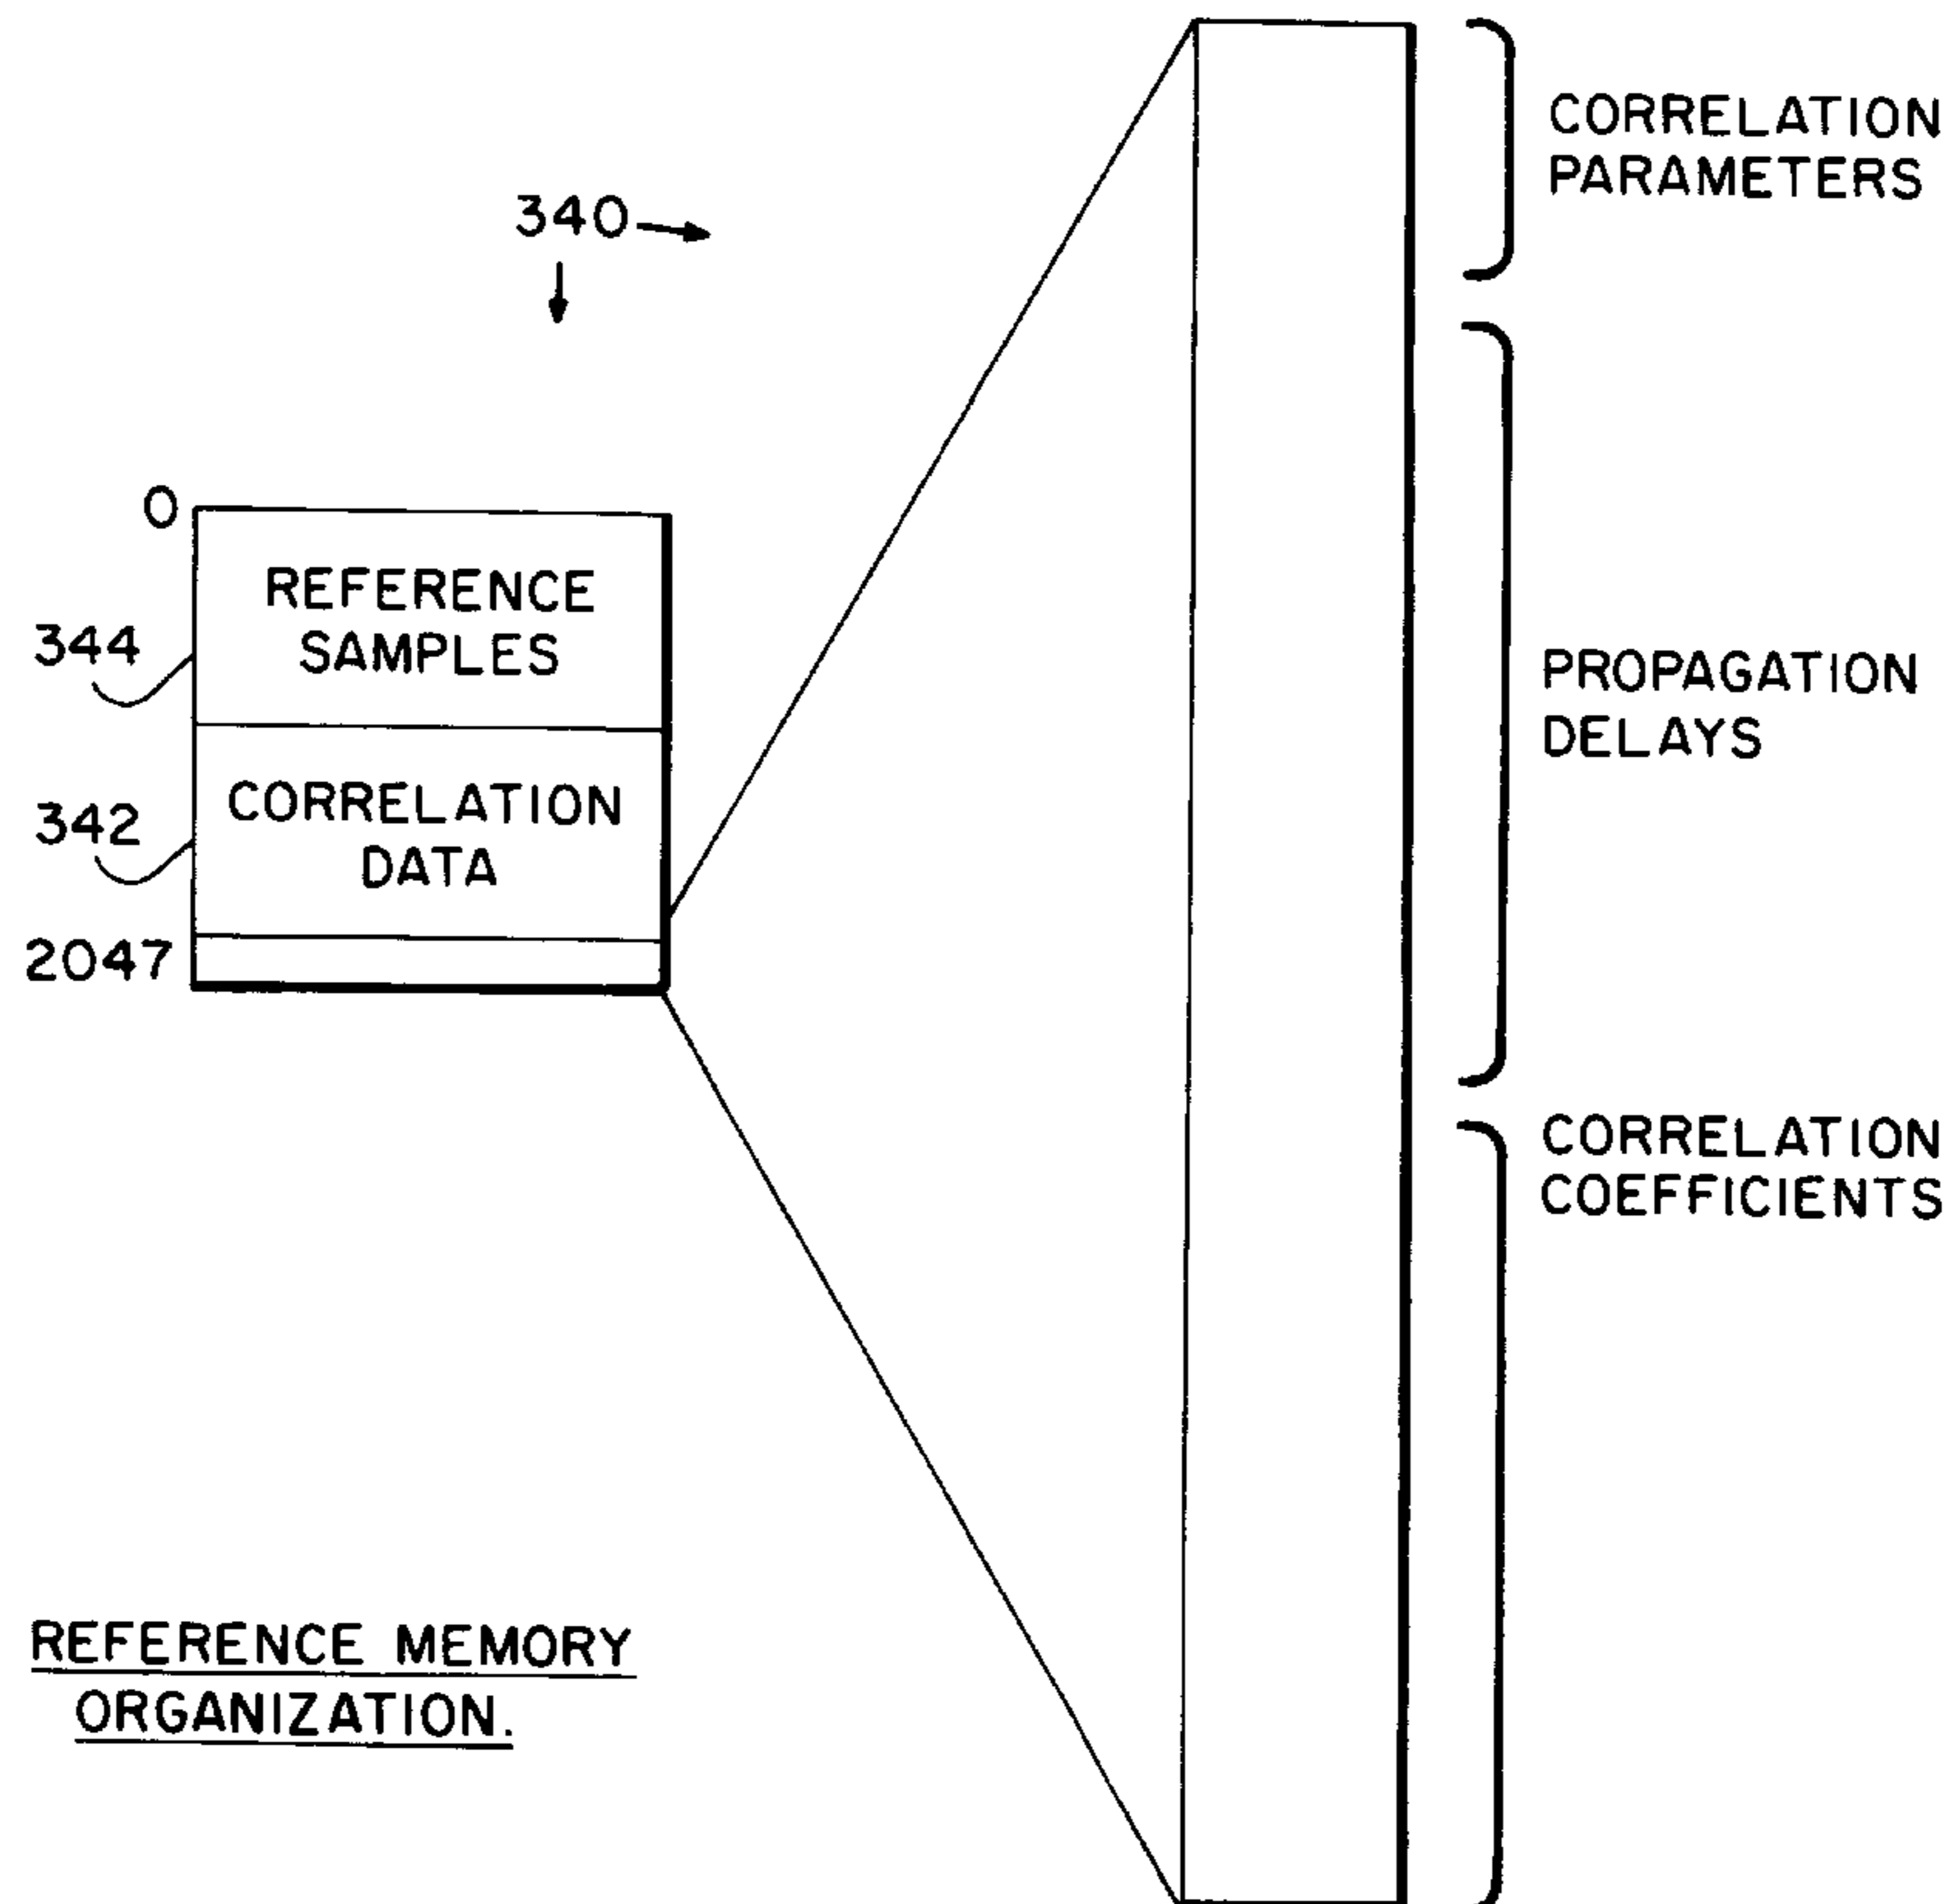 340
0
REFERENCE
SAMPLES
344
CORRELATION
DATA
342
2047
CORRELATION
PARAMETERS
PROPAGATION
DELAYS
CORRELATION
COEFFICIENTS
REFERENCE MEMORY
ORGANIZATION.